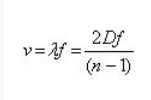 v = λf = 2Df / (n − 1)